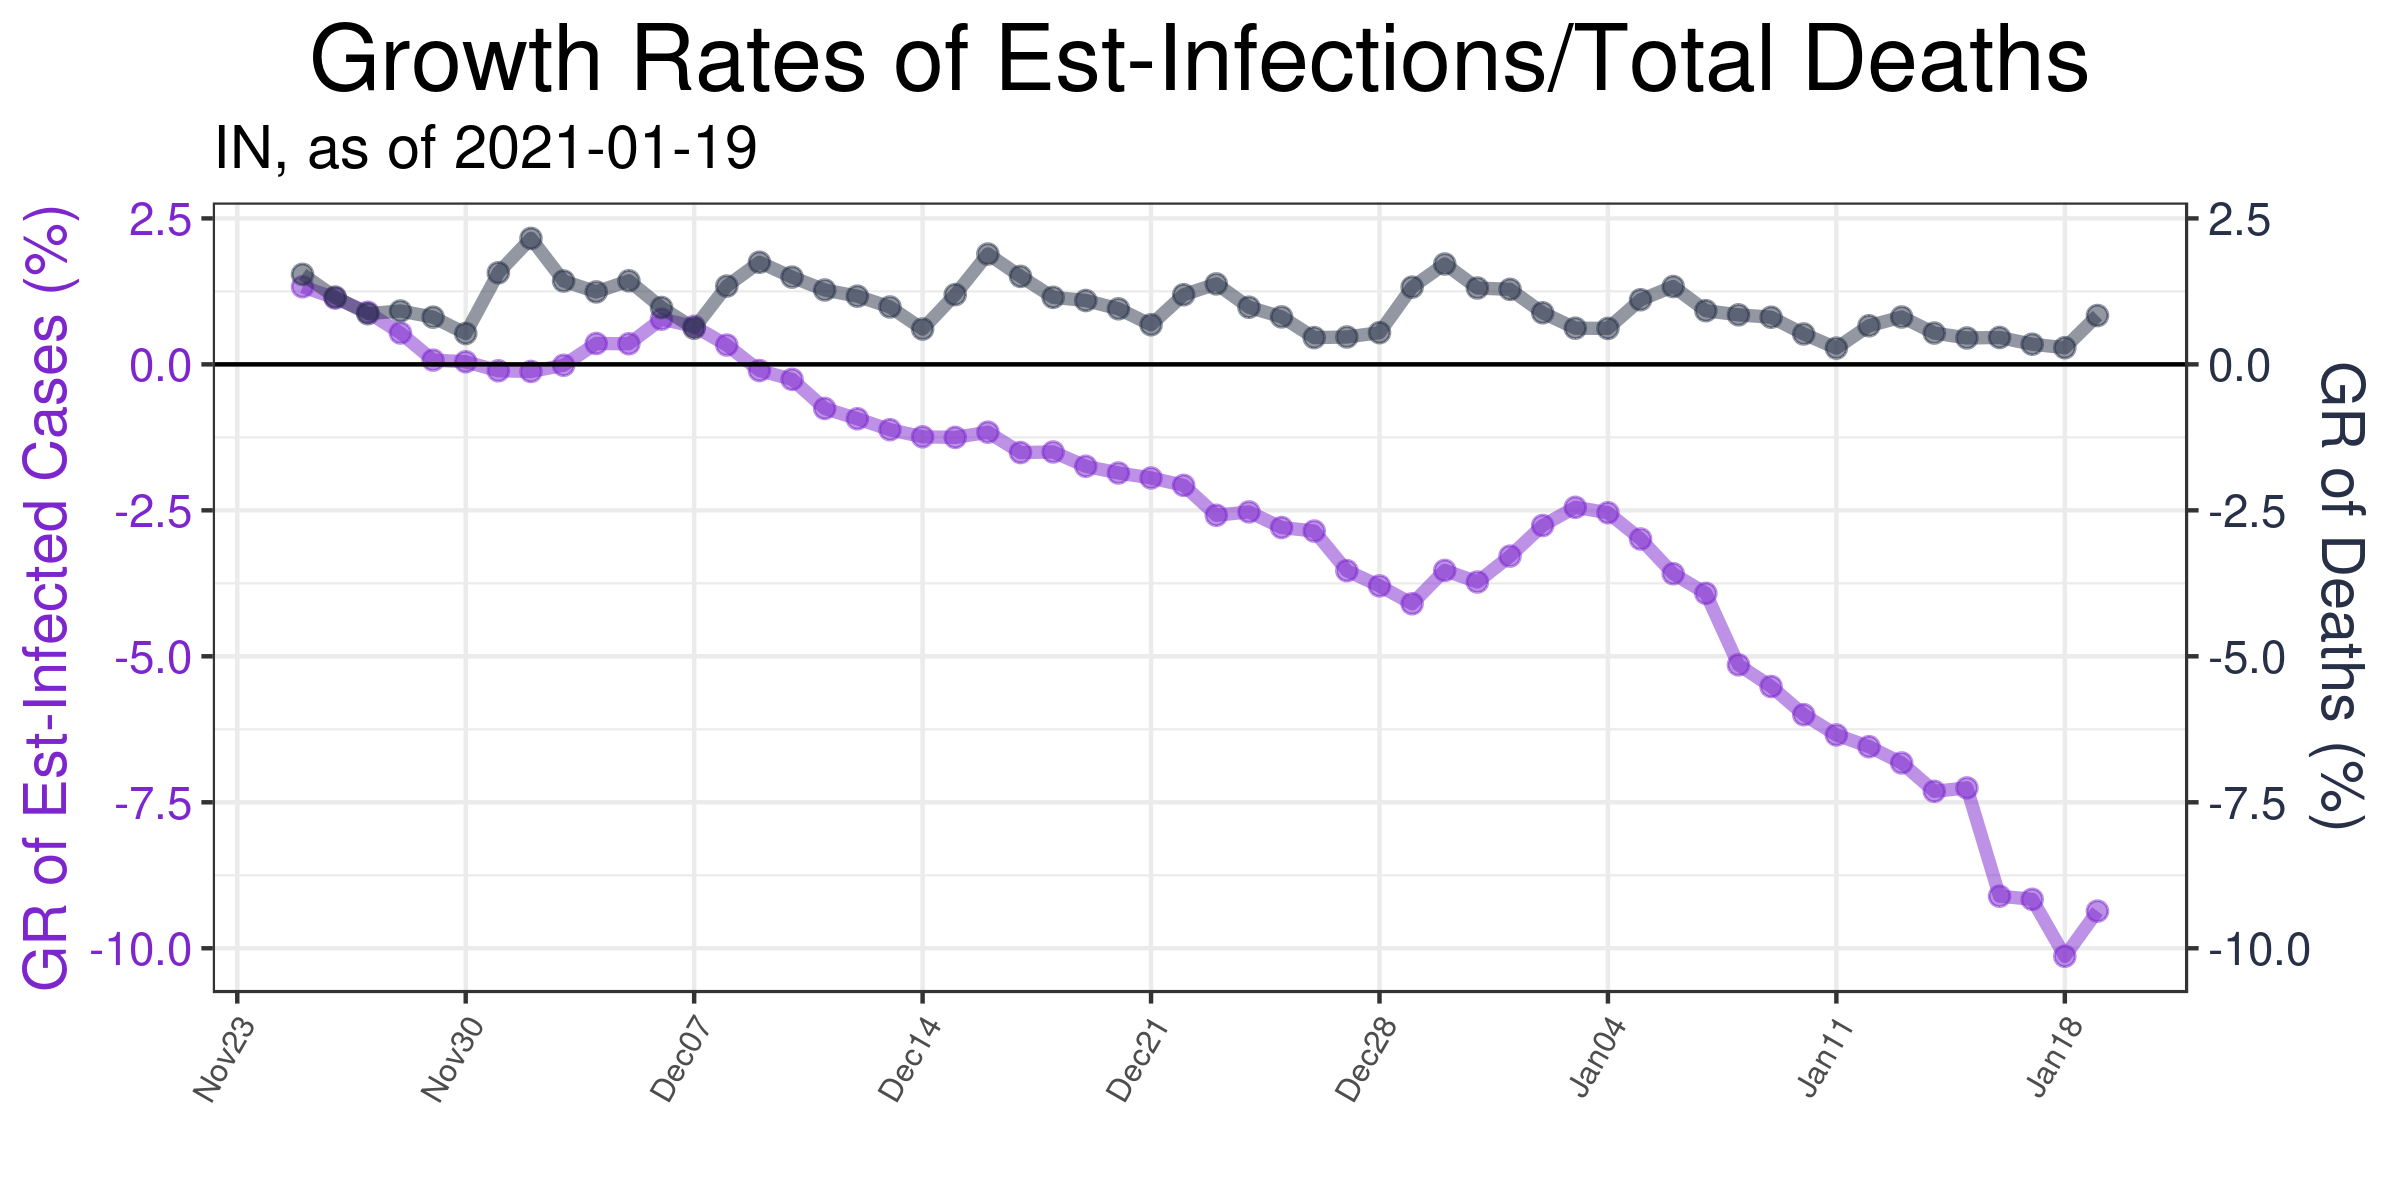 Growth Rates of Est-Infections/Total Deaths
IN, as of 2021-01-19
GR of Est-Infected Cases (%)
2.5
0.0
-2.5
-5.0
-7.5
-10.0
2.5
0.0
-2.5
-5.0
-7.5
-10.0
GR of Deaths (%)
Nov23
Nov30
Dec07
Dec14
Dec21
Dec28
Jan04
Jan11
Jan18